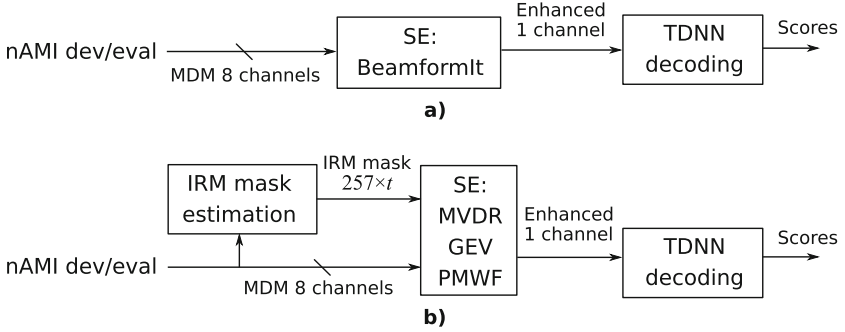 Enhanced
1 channel
nAMI dev/eval
MDM 8 channels
SE:
BeamformIt
TDNN
decoding
Scores
a)
IRM mask
estimation
IRM mask
257×t
SE:
MVDR
GEV
PMWF
Enhanced
1 channel
TDNN
decoding
Scores
nAMI dev/eval
MDM 8 channels
b)